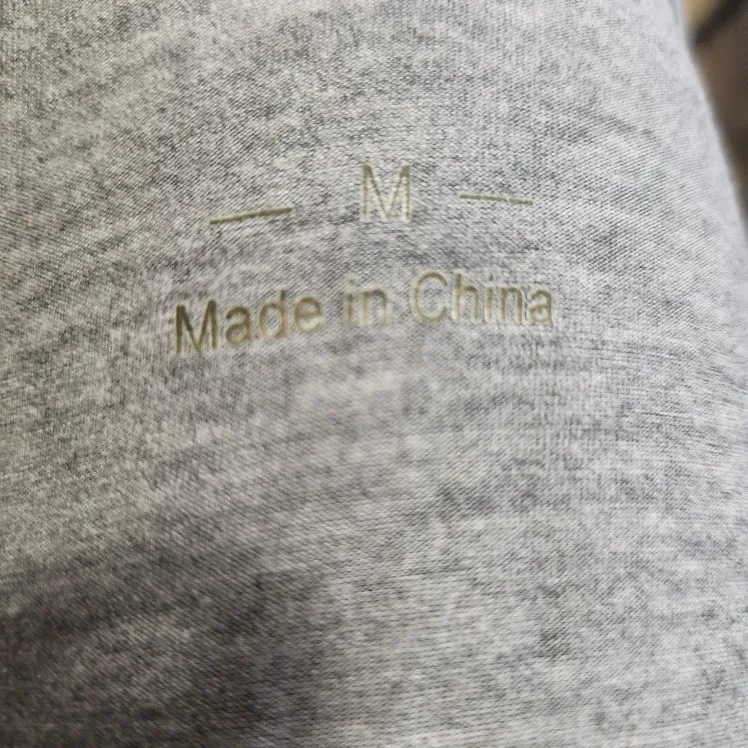 — M —
Made in China